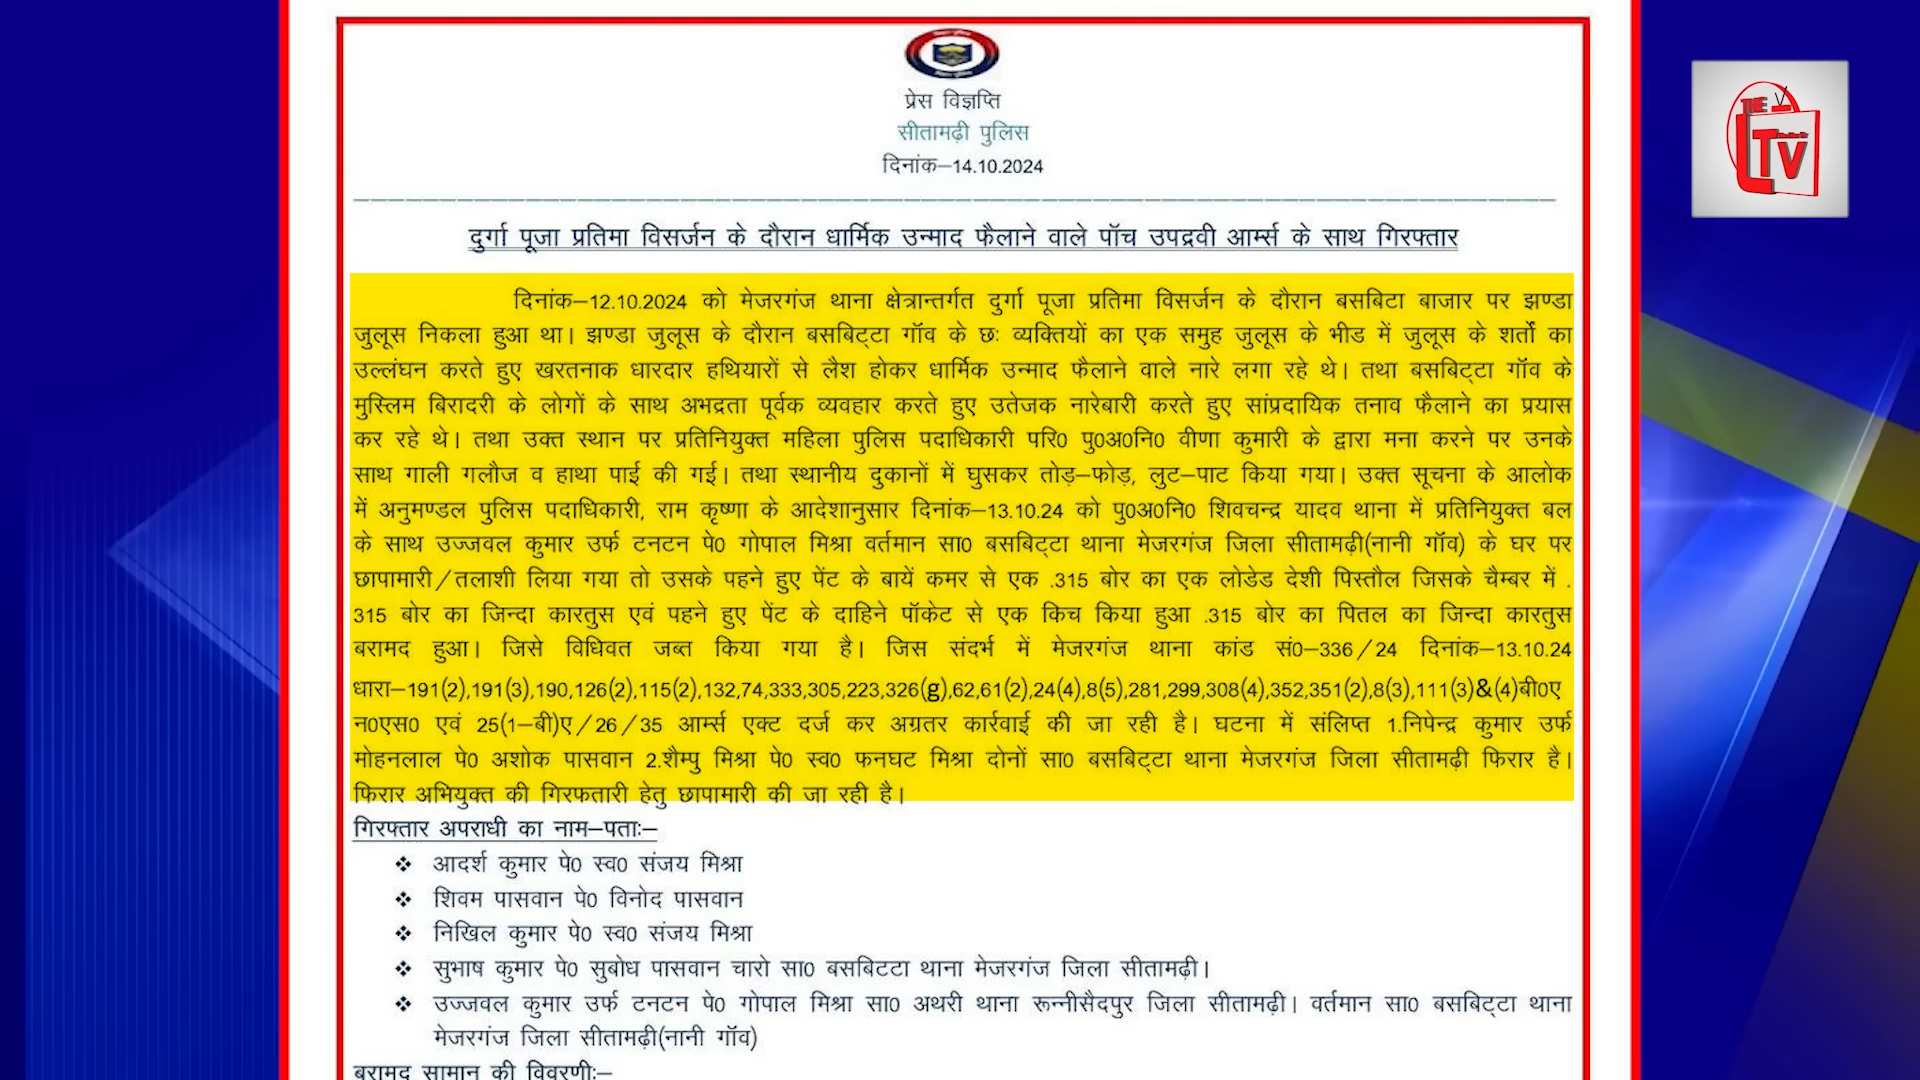 प्रेस विज्ञप्ति
सीतामढ़ी पुलिस
दिनांक–14.10.2024
दुर्गा पूजा प्रतिमा विसर्जन के दौरान धार्मिक उन्माद फैलाने वाले पॉच उपद्रवी आर्म्स के साथ गिरफ्तार
दिनांक–12.10.2024 को मेजरगंज थाना क्षेत्रान्तर्गत दुर्गा पूजा प्रतिमा विसर्जन के दौरान बसबिटा बाजार पर झण्डा
जुलूस निकला हुआ था। झण्डा जुलूस के दौरान बसबिट्टा गॉव के छः व्यक्तियों का एक समुह जुलूस के भीड में जुलूस के शर्तों का
उल्लंघन करते हुए खरतनाक धारदार हथियारों से लैश होकर धार्मिक उन्माद फैलाने वाले नारे लगा रहे थे। तथा बसबिट्टा गॉव के
मुस्लिम बिरादरी के लोगों के साथ अभद्रता पूर्वक व्यवहार करते हुए उतेजक नारेबारी करते हुए सांप्रदायिक तनाव फैलाने का प्रयास
कर रहे थे। तथा उक्त स्थान पर प्रतिनियुक्त महिला पुलिस पदाधिकारी परि0 पु0अ0नि0 वीणा कुमारी के द्वारा मना करने पर उनके
साथ गाली गलौज व हाथा पाई की गई। तथा स्थानीय दुकानों में घुसकर तोड़–फोड़, लुट–पाट किया गया। उक्त सूचना के आलोक
में अनुमण्डल पुलिस पदाधिकारी, राम कृष्णा के आदेशानुसार दिनांक–13.10.24 को पु0अ0नि0 शिवचन्द्र यादव थाना में प्रतिनियुक्त बल
के साथ उज्जवल कुमार उर्फ टनटन पे0 गोपाल मिश्रा वर्तमान सा0 बसबिट्टा थाना मेजरगंज जिला सीतामढ़ी(नानी गॉव) के घर पर
छापामारी/तलाशी लिया गया तो उसके पहने हुए पेंट के बायें कमर से एक .315 बोर का एक लोडेड देशी पिस्तौल जिसके चैम्बर में .
315 बोर का जिन्दा कारतुस एवं पहने हुए पेंट के दाहिने पॉकेट से एक किच किया हुआ .315 बोर का पितल का जिन्दा कारतुस
बरामद हुआ। जिसे विधिवत जब्त किया गया है। जिस संदर्भ में मेजरगंज थाना कांड सं0–336/24 दिनांक–13.10.24
धारा–191(2),191(3),190,126(2),115(2),132,74,333,305,223,326(g),62,61(2),24(4),8(5),281,299,308(4),352,351(2),8(3),111(3)&(4)बी0ए
न0एस0 एवं 25(1–बी)ए/26/35 आर्म्स एक्ट दर्ज कर अग्रतर कार्रवाई की जा रही है। घटना में संलिप्त 1.निपेन्द्र कुमार उर्फ
मोहनलाल पे0 अशोक पासवान 2.शैम्पु मिश्रा पे0 स्व0 फनघट मिश्रा दोनों सा0 बसबिट्टा थाना मेजरगंज जिला सीतामढ़ी फिरार है।
फिरार अभियुक्त की गिरफतारी हेतु छापामारी की जा रही है।
गिरफ्तार अपराधी का नाम–पताः–
❖ आदर्श कुमार पे0 स्व0 संजय मिश्रा
❖ शिवम पासवान पे0 विनोद पासवान
❖ निखिल कुमार पे0 स्व0 संजय मिश्रा
❖ सुभाष कुमार पे0 सुबोध पासवान चारो सा0 बसबिटटा थाना मेजरगंज जिला सीतामढ़ी।
❖ उज्जवल कुमार उर्फ टनटन पे0 गोपाल मिश्रा सा0 अथरी थाना रून्नीसैदपुर जिला सीतामढ़ी। वर्तमान सा0 बसबिट्टा थाना
मेजरगंज जिला सीतामढ़ी(नानी गॉव)
बरामद सामान की विवरणीः–
THE
LTV